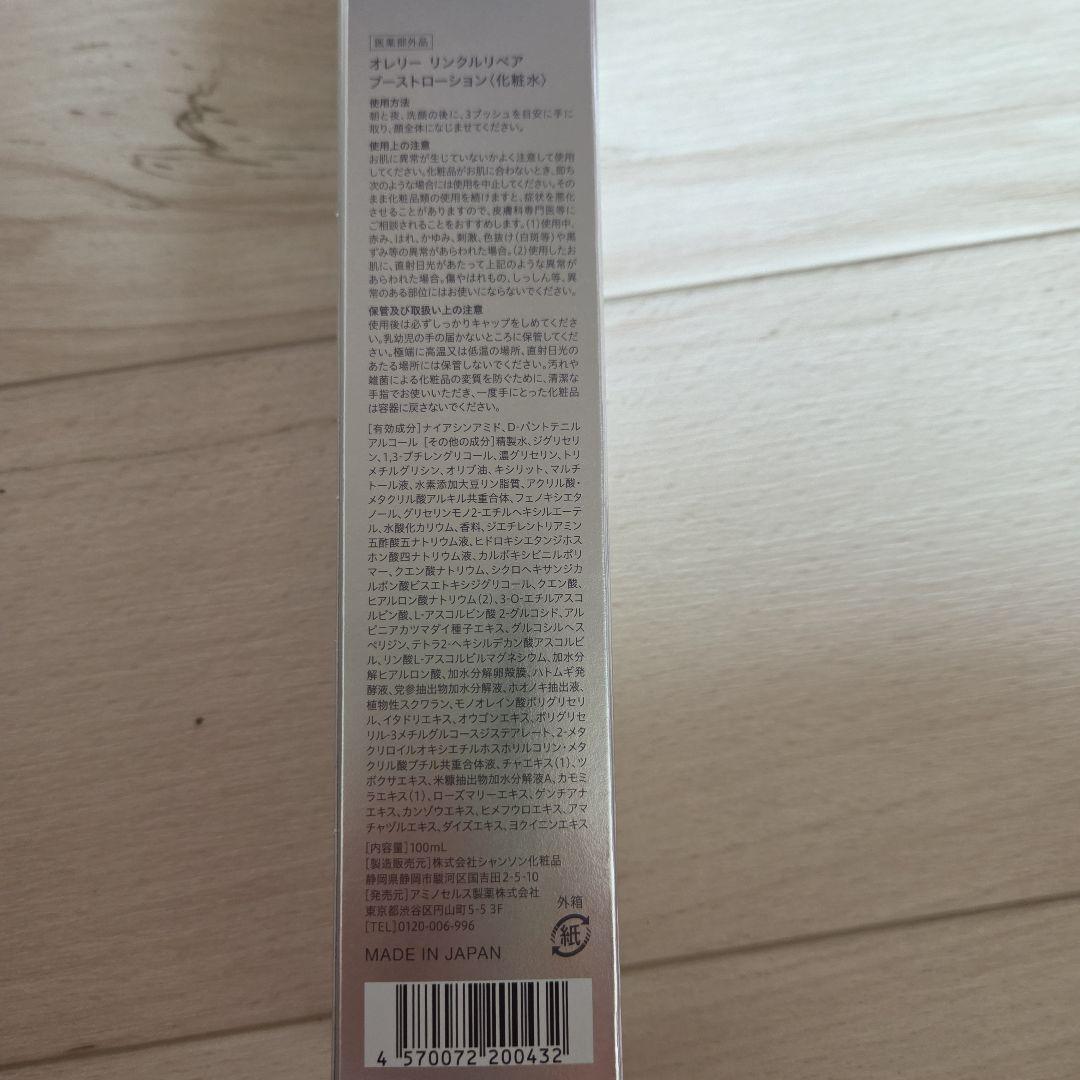 医薬部外品
オレリー リンクルリペア
ブーストローション〈化粧水〉
使用方法
朝と夜、洗顔の後に、3プッシュを目安に手に
取り、顔全体になじませてください。
使用上の注意
お肌に異常が生じていないかよく注意して使用
してください。化粧品がお肌に合わないとき、即ち
次のような場合には使用を中止してください。その
まま化粧品類の使用を続けますと、症状を悪化
させることがありますので、皮膚科専門医等に
ご相談されることをおすすめします。(1)使用中、
赤み、はれ、かゆみ、刺激、色抜け(白斑等)や黒
ずみ等の異常があらわれた場合。(2)使用したお
肌に、直射日光があたって上記のような異常が
あらわれた場合。傷やはれもの、しっしん等、異
常のある部位にはお使いにならないでください。
保管及び取扱い上の注意
使用後は必ずしっかりキャップをしめてくださ
い。乳幼児の手の届かないところに保管してくだ
さい。極端に高温又は低温の場所、直射日光の
あたる場所には保管しないでください。汚れや
雑菌による化粧品の変質を防ぐために、清潔な
手指でお使いいただき、一度手にとった化粧品
は容器に戻さないでください。
[有効成分]ナイアシンアミド、D-パントテニル
アルコール [その他の成分]精製水、ジグリセリ
ン、1,3-ブチレングリコール、濃グリセリン、トリ
メチルグリシン、オリブ油、キシリット、マルチ
トール液、水素添加大豆リン脂質、アクリル酸・
メタクリル酸アルキル共重合体、フェノキシエタ
ノール、グリセリンモノ2-エチルヘキシルエーテ
ル、水酸化カリウム、香料、ジエチレントリアミン
五酢酸五ナトリウム液、ヒドロキシエタンジホス
ホン酸四ナトリウム液、カルボキシビニルポリ
マー、クエン酸ナトリウム、シクロヘキサンジカ
ルボン酸ビスエトキシジグリコール、クエン酸、
ヒアルロン酸ナトリウム(2)、3-O-エチルアス
コルビン酸、L-アスコルビン酸 2-グルコシド、アル
ピニアカツマダイ種子エキス、グルコシルヘス
ペリジン、テトラ2-ヘキシルデカン酸アスコルビ
ル、リン酸L-アスコルビルマグネシウム、加水分
解ヒアルロン酸、加水分解卵殻膜、ハトムギ発
酵液、党参抽出物加水分解液、ホオノキ抽出液、
植物性スクワラン、モノオレイン酸ポリグリセリ
ル、イタドリエキス、オウゴンエキス、ポリグリセ
リル-3メチルグルコースジステアレート、2-メタ
クリロイルオキシエチルホスホリルコリン・メタ
クリル酸ブチル共重合体液、チャエキス(1)、ツ
ボクサエキス、米糠抽出物加水分解液A、カモミ
ラエキス(1)、ローズマリーエキス、ゲンチアナ
エキス、カンゾウエキス、ヒメフウロエキス、アマ
チャヅルエキス、ダイズエキス、ヨクイニンエキス
[内容量]100mL
[製造販売元]株式会社シャンソン化粧品
静岡県静岡市駿河区国吉田2-5-10
[発売元]アミノセルス製薬株式会社
東京都渋谷区円山町5-5 3F
[TEL]0120-006-996
外箱
紙
MADE IN JAPAN
4 570072 200432